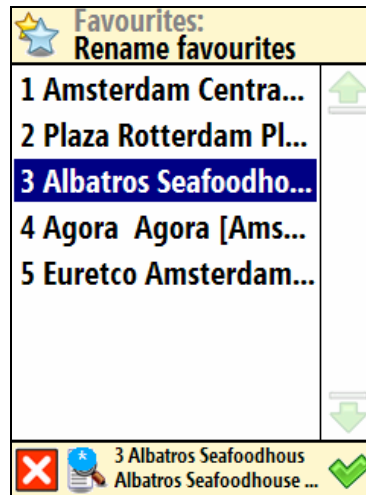 Favourites:
Rename favourites
1 Amsterdam Centra...
2 Plaza Rotterdam Pl...
3 Albatros Seafoodho...
4 Agora Agora [Ams...
5 Euretco Amsterdam...
3 Albatros Seafoodhous
Albatros Seafoodhouse ...